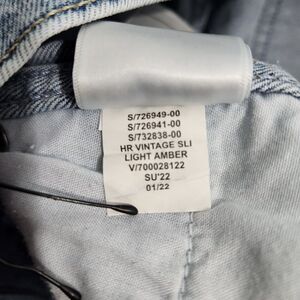 S/726949-00
S/726941-00
S/732838-00
HR VINTAGE SLI
LIGHT AMBER
V/700028122
SU'22
01/22